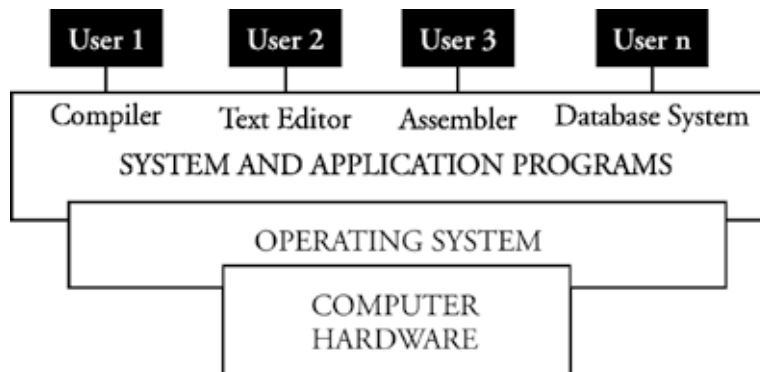 User 1 User 2 User 3 User n
Compiler Text Editor Assembler Database System
SYSTEM AND APPLICATION PROGRAMS
OPERATING SYSTEM
COMPUTER
HARDWARE